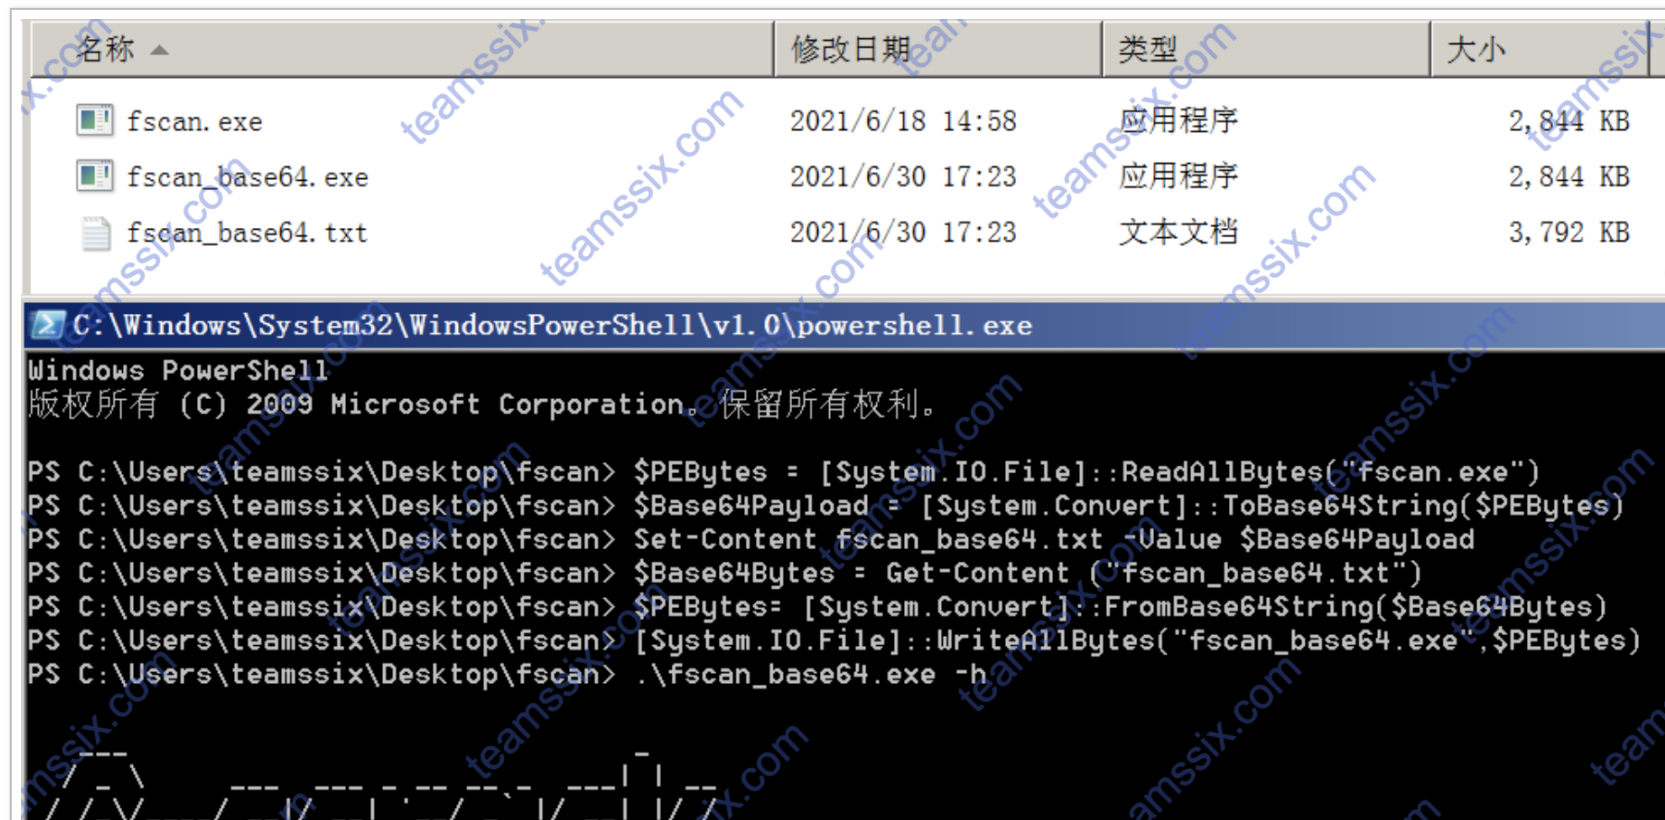 名称 修改日期 类型 大小
fscan.exe 2021/6/18 14:58 应用程序 2,844 KB
fscan_base64.exe 2021/6/30 17:23 应用程序 2,844 KB
fscan_base64.txt 2021/6/30 17:23 文本文档 3,792 KB
C:\Windows\System32\WindowsPowerShell\v1.0\powershell.exe
Windows PowerShell
版权所有 (C) 2009 Microsoft Corporation。保留所有权利。
PS C:\Users\teamssix\Desktop\fscan> $PEBytes = [System.IO.File]::ReadAllBytes("fscan.exe")
PS C:\Users\teamssix\Desktop\fscan> $Base64Payload = [System.Convert]::ToBase64String($PEBytes)
PS C:\Users\teamssix\Desktop\fscan> Set-Content fscan_base64.txt -Value $Base64Payload
PS C:\Users\teamssix\Desktop\fscan> $Base64Bytes = Get-Content ("fscan_base64.txt")
PS C:\Users\teamssix\Desktop\fscan> $PEBytes= [System.Convert]::FromBase64String($Base64Bytes)
PS C:\Users\teamssix\Desktop\fscan> [System.IO.File]::WriteAllBytes("fscan_base64.exe",$PEBytes)
PS C:\Users\teamssix\Desktop\fscan> .\fscan_base64.exe -h
teamssix.com